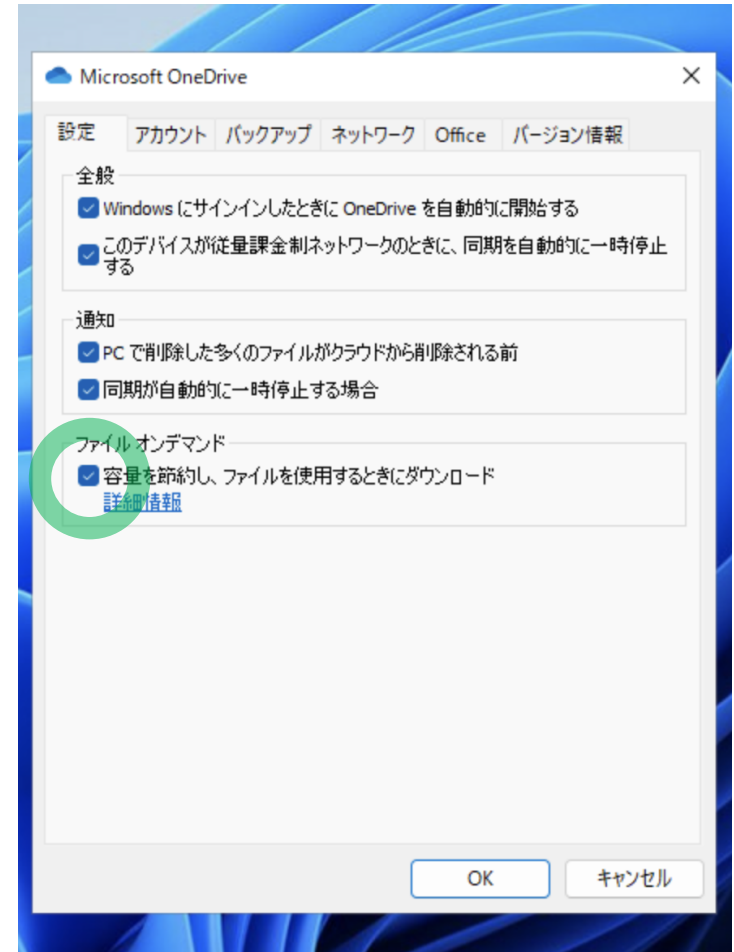 Microsoft OneDrive
設定 アカウント バックアップ ネットワーク Office バージョン情報
全般
Windows にサインインしたときに OneDrive を自動的に開始する
このデバイスが従量課金制ネットワークのときに、同期を自動的に一時停止
する
通知
PC で削除した多くのファイルがクラウドから削除される前
同期が自動的に一時停止する場合
ファイル オンデマンド
容量を節約し、ファイルを使用するときにダウンロード
詳細情報
OK キャンセル